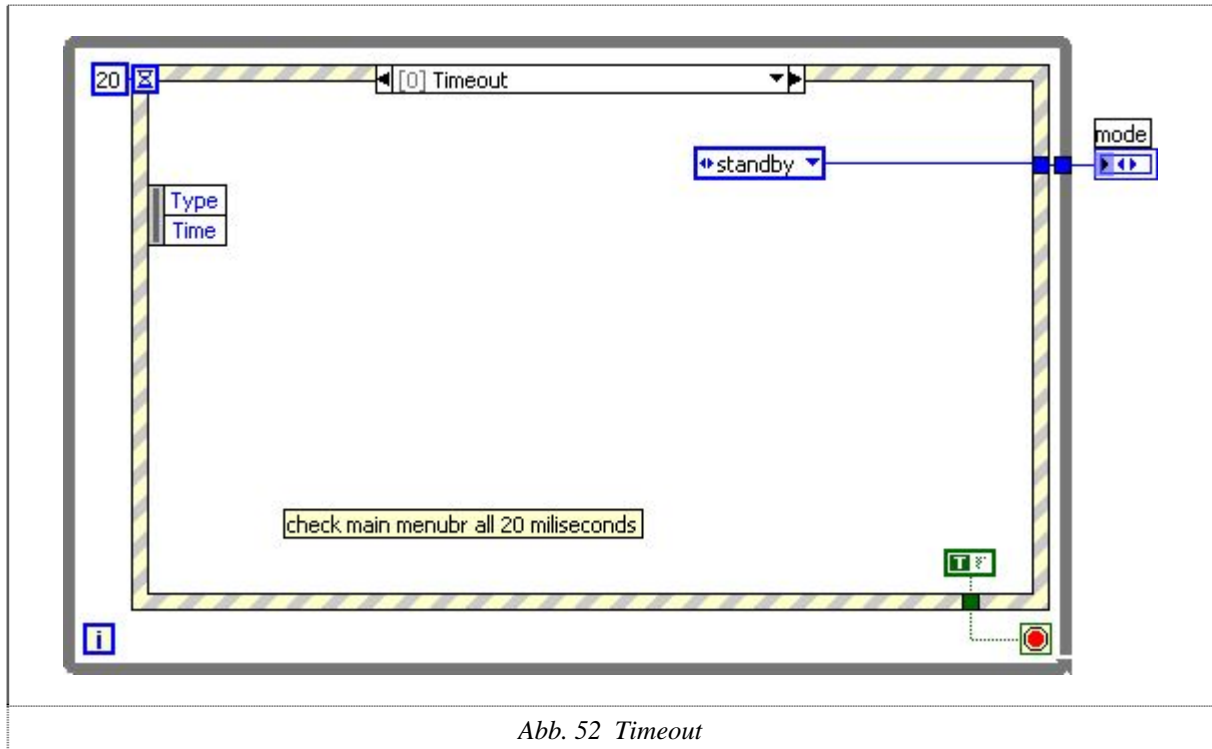 20
[0] Timeout
mode
standby
Type
Time
check main menubr all 20 miliseconds
T
i
Abb. 52 Timeout